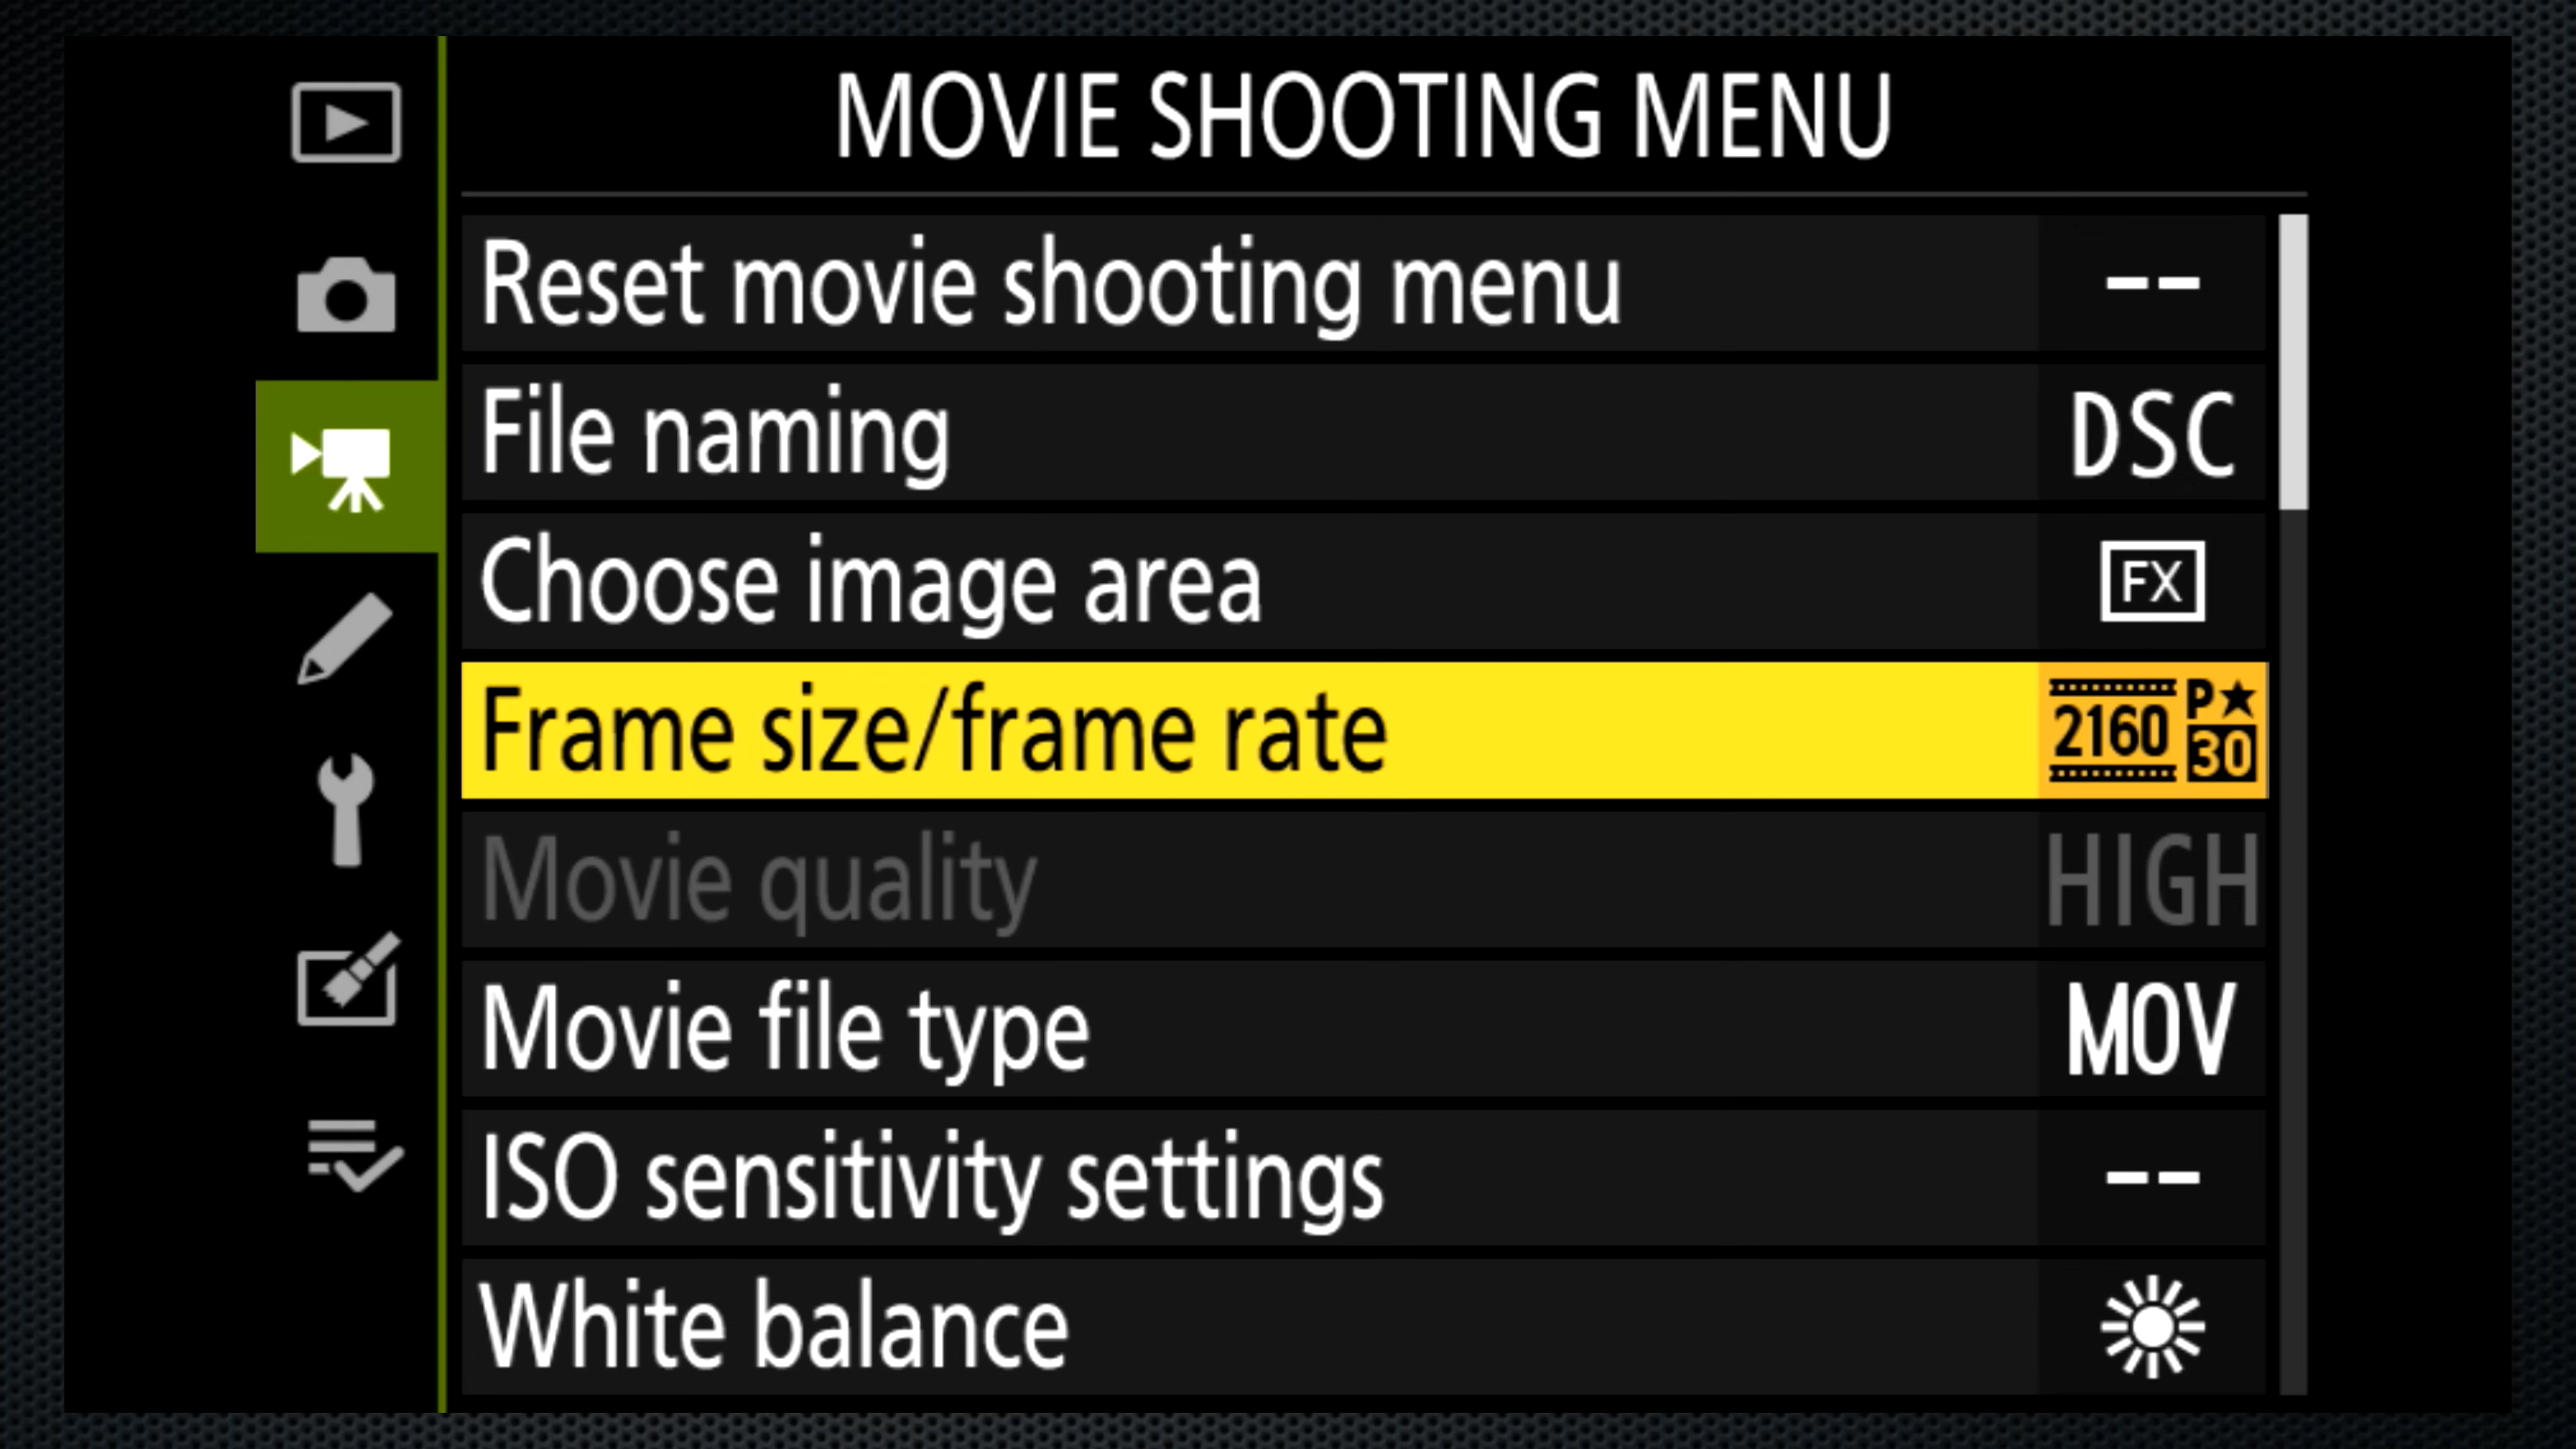 MOVIE SHOOTING MENU
Reset movie shooting menu --
File naming DSC
Choose image area FX
Frame size/frame rate 2160 P★ 30
Movie quality HIGH
Movie file type MOV
ISO sensitivity settings --
White balance